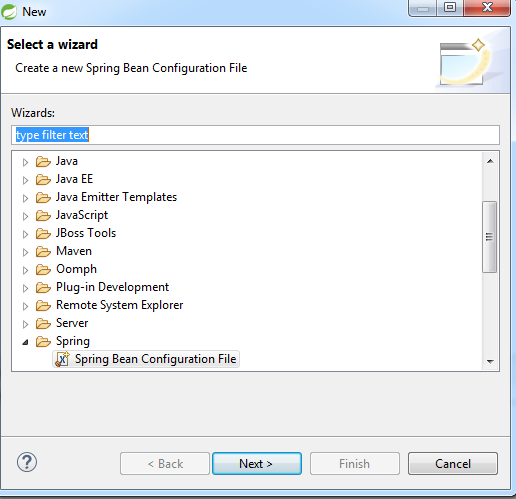 New
Select a wizard
Create a new Spring Bean Configuration File
Wizards:
type filter text
Java
Java EE
Java Emitter Templates
JavaScript
JBoss Tools
Maven
Oomph
Plug-in Development
Remote System Explorer
Server
Spring
Spring Bean Configuration File
? < Back Next > Finish Cancel